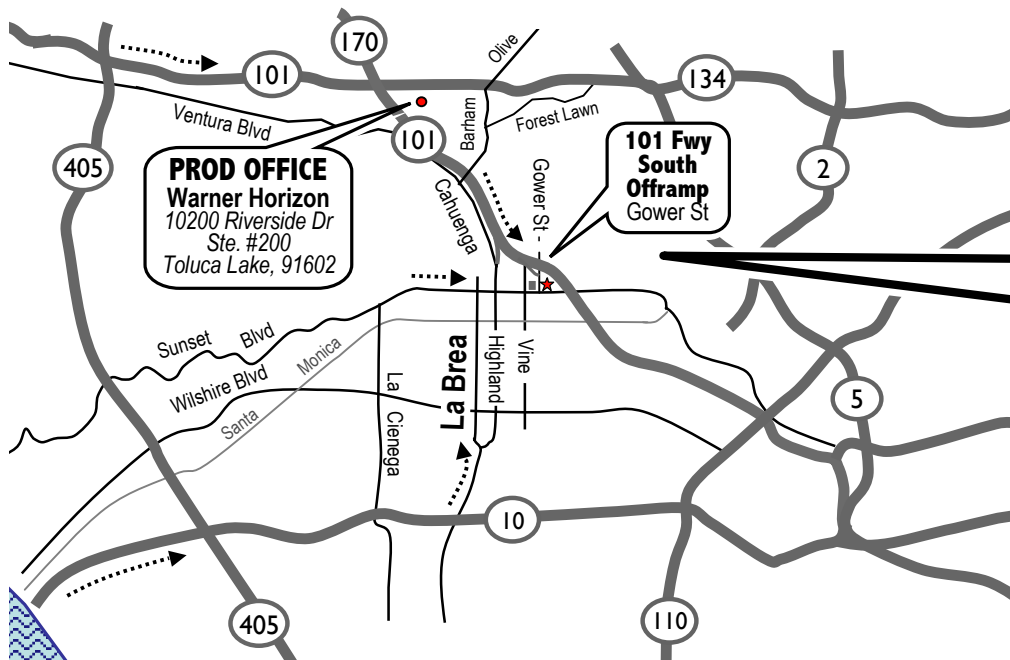 170
Olive
101
134
Ventura Blvd
Barham
Forest Lawn
101
405
PROD OFFICE
Warner Horizon
10200 Riverside Dr
Ste. #200
Toluca Lake, 91602
101 Fwy
South
Offramp
Gower St
2
Cahuenga
Gower St
Sunset Blvd
Santa Monica
Wilshire Blvd
La Cienega
La Brea
Highland
Vine
5
10
405
110